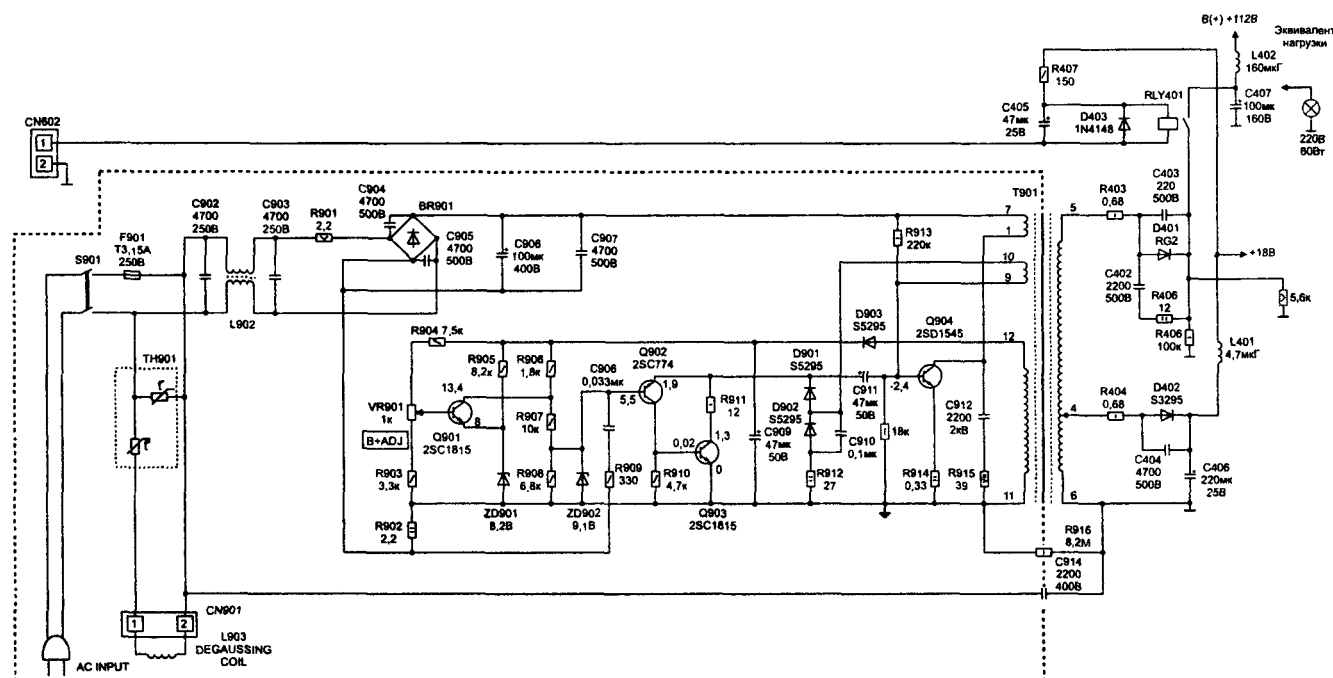 В(+) +112В
Эквивалент
нагрузки
L402
160мкГ
R407
150
RLY401
C407
100мк
160В
C405
47мк
25В
D403
1N4148
220В
60Вт
CN602
1
2
C904
4700
500В
BR901
T901
C403
220
500В
C902
4700
250В
C903
4700
250В
R901
2,2
7
5
R403
0,68
F901
Т3,15А
250В
C905
4700
500В
C906
100мк
400В
C907
4700
500В
R913
220к
1
D401
RG2
+18В
S901
10
9
C402
2200
500В
R406
12
5,6к
L902
D903
S5295
Q904
2SD1545
R406
100к
R904 7,5к
12
L401
4,7мкГ
TH901
R905
8,2к
R906
1,8к
C906
0,033мк
Q902
2SC774
D901
S5295
13,4
1,9
5,5
-2,4
R404
0,68
D402
S3295
VR901
1к
8
R907
10к
R911
12
D902
S5295
C911
47мк
50В
C912
2200
2кВ
4
B+ADJ
Q901
2SC1815
0,02
1,3
C909
47мк
50В
C910
0,1мк
18к
C404
4700
500В
C406
220мк
25В
R903
3,3к
R908
6,8к
R909
330
R910
4,7к
0
R912
27
R914
0,33
R915
39
11
6
R902
2,2
ZD901
8,2В
ZD902
9,1В
Q903
2SC1815
R916
8,2М
C914
2200
400В
CN901
1
2
L903
DEGAUSSING
COIL
AC INPUT